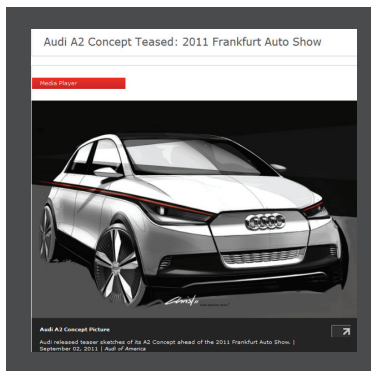 Audi A2 Concept Teased: 2011 Frankfurt Auto Show
Media Player
Audi A2 Concept Picture
Audi released teaser sketches of its A2 Concept ahead of the 2011 Frankfurt Auto Show. |
September 02, 2011 | Audi of America